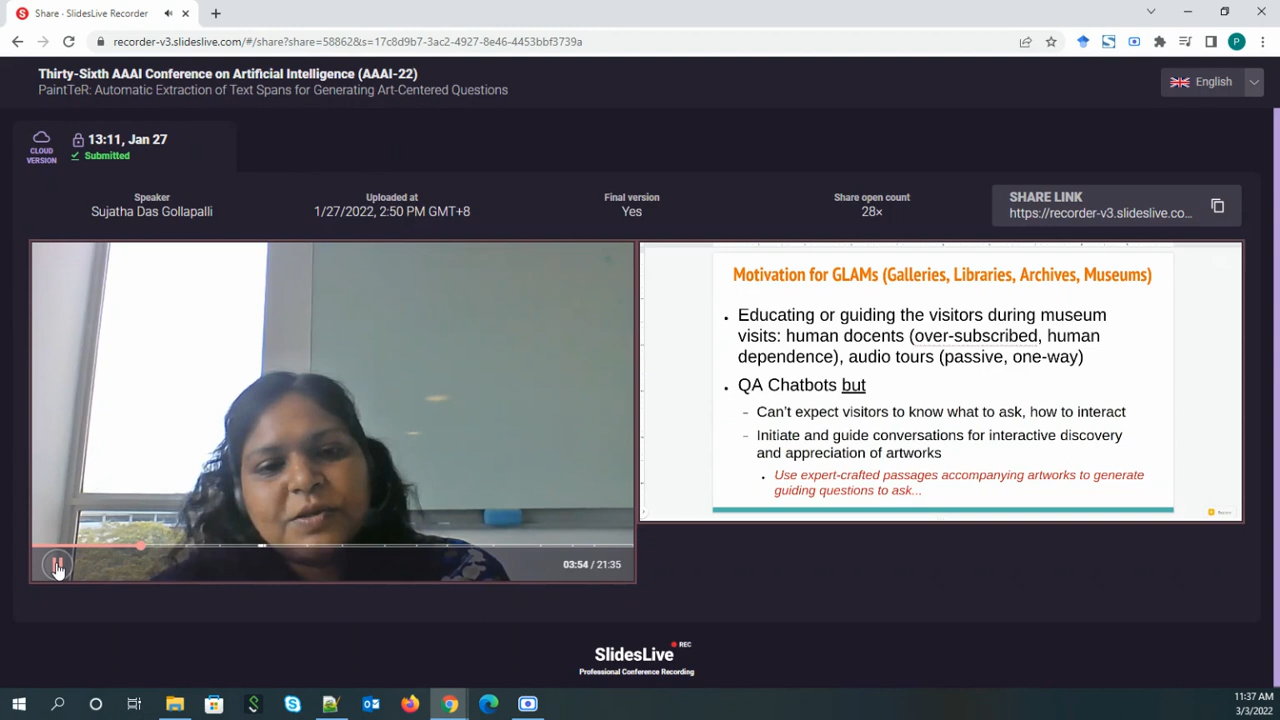 Share - SlidesLive Recorder
recorder-v3.slideslive.com/#/share?share=58862&s=17c8d9b7-3ac2-4927-8e46-4453bbf3739a
P
Thirty-Sixth AAAI Conference on Artificial Intelligence (AAAI-22)
PaintTeR: Automatic Extraction of Text Spans for Generating Art-Centered Questions
English
CLOUD
VERSION
13:11, Jan 27
Submitted
Speaker
Sujatha Das Gollapalli
Uploaded at
1/27/2022, 2:50 PM GMT+8
Final version
Yes
Share open count
28×
SHARE LINK
https://recorder-v3.slideslive.co...
Motivation for GLAMs (Galleries, Libraries, Archives, Museums)
• Educating or guiding the visitors during museum
visits: human docents (over-subscribed, human
dependence), audio tours (passive, one-way)
• QA Chatbots but
– Can't expect visitors to know what to ask, how to interact
– Initiate and guide conversations for interactive discovery
and appreciation of artworks
• Use expert-crafted passages accompanying artworks to generate
guiding questions to ask...
03:54 / 21:35
SlidesLive REC
Professional Conference Recording
11:37 AM
3/3/2022